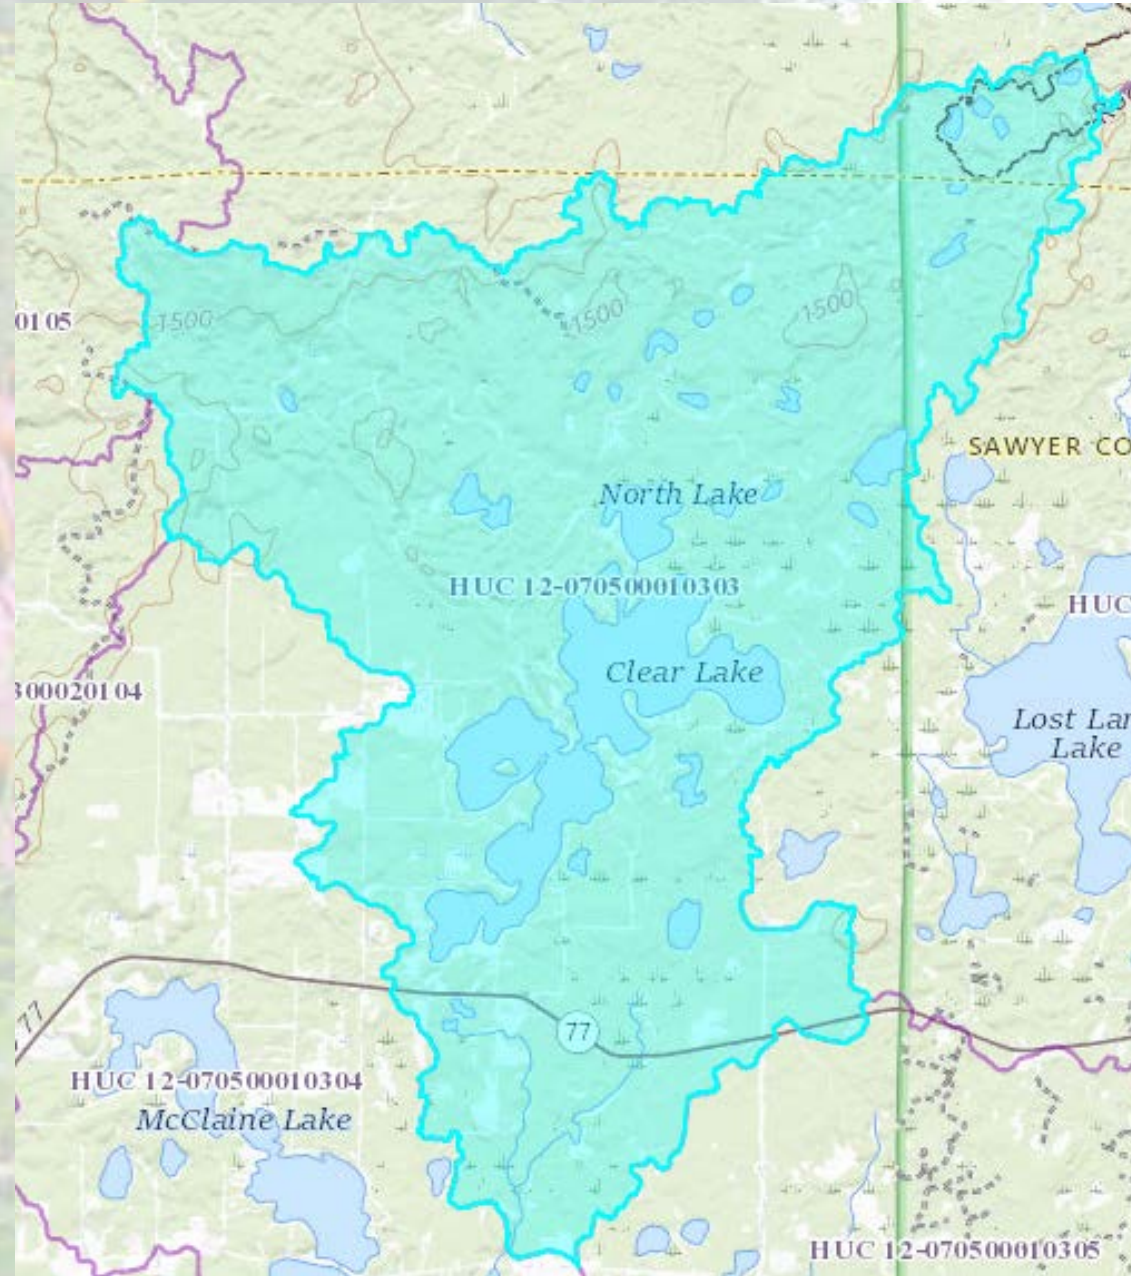 0105
1500
1500
1500
SAWYER CO
North Lake
HUC 12-070500010303
HUC
Clear Lake
300020104
Lost Lan
Lake
77
77
HUC 12-070500010304
McClaine Lake
HUC 12-070500010305